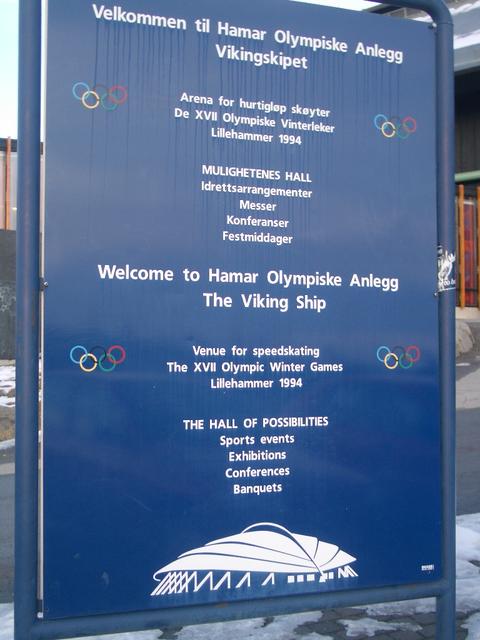 Velkommen til Hamar Olympiske Anlegg
Vikingskipet
Arena for hurtigløp skøyter
De XVII Olympiske Vinterleker
Lillehammer 1994
MULIGHETENES HALL
Idrettsarrangementer
Messer
Konferanser
Festmiddager
Welcome to Hamar Olympiske Anlegg
The Viking Ship
Venue for speedskating
The XVII Olympic Winter Games
Lillehammer 1994
THE HALL OF POSSIBILITIES
Sports events
Exhibitions
Conferences
Banquets